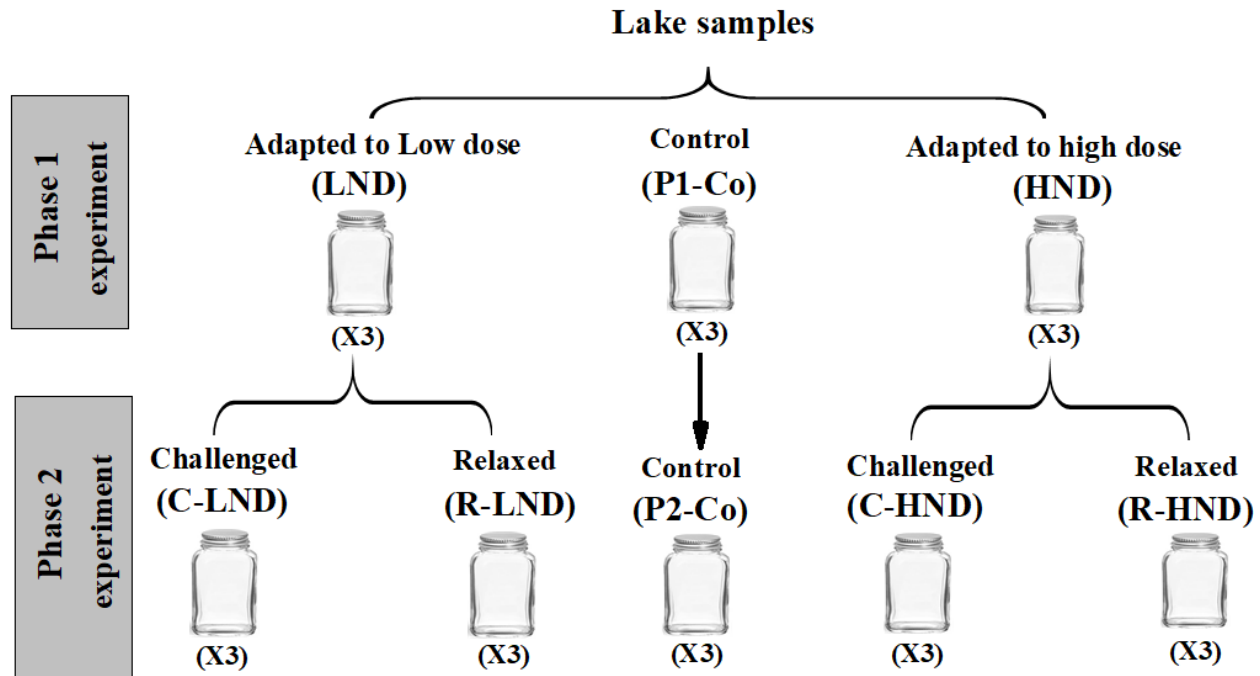 Lake samples
Phase 1
experiment
Adapted to Low dose
(LND)
(X3)
Control
(P1-Co)
(X3)
Adapted to high dose
(HND)
(X3)
Phase 2
experiment
Challenged
(C-LND)
(X3)
Relaxed
(R-LND)
(X3)
Control
(P2-Co)
(X3)
Challenged
(C-HND)
(X3)
Relaxed
(R-HND)
(X3)